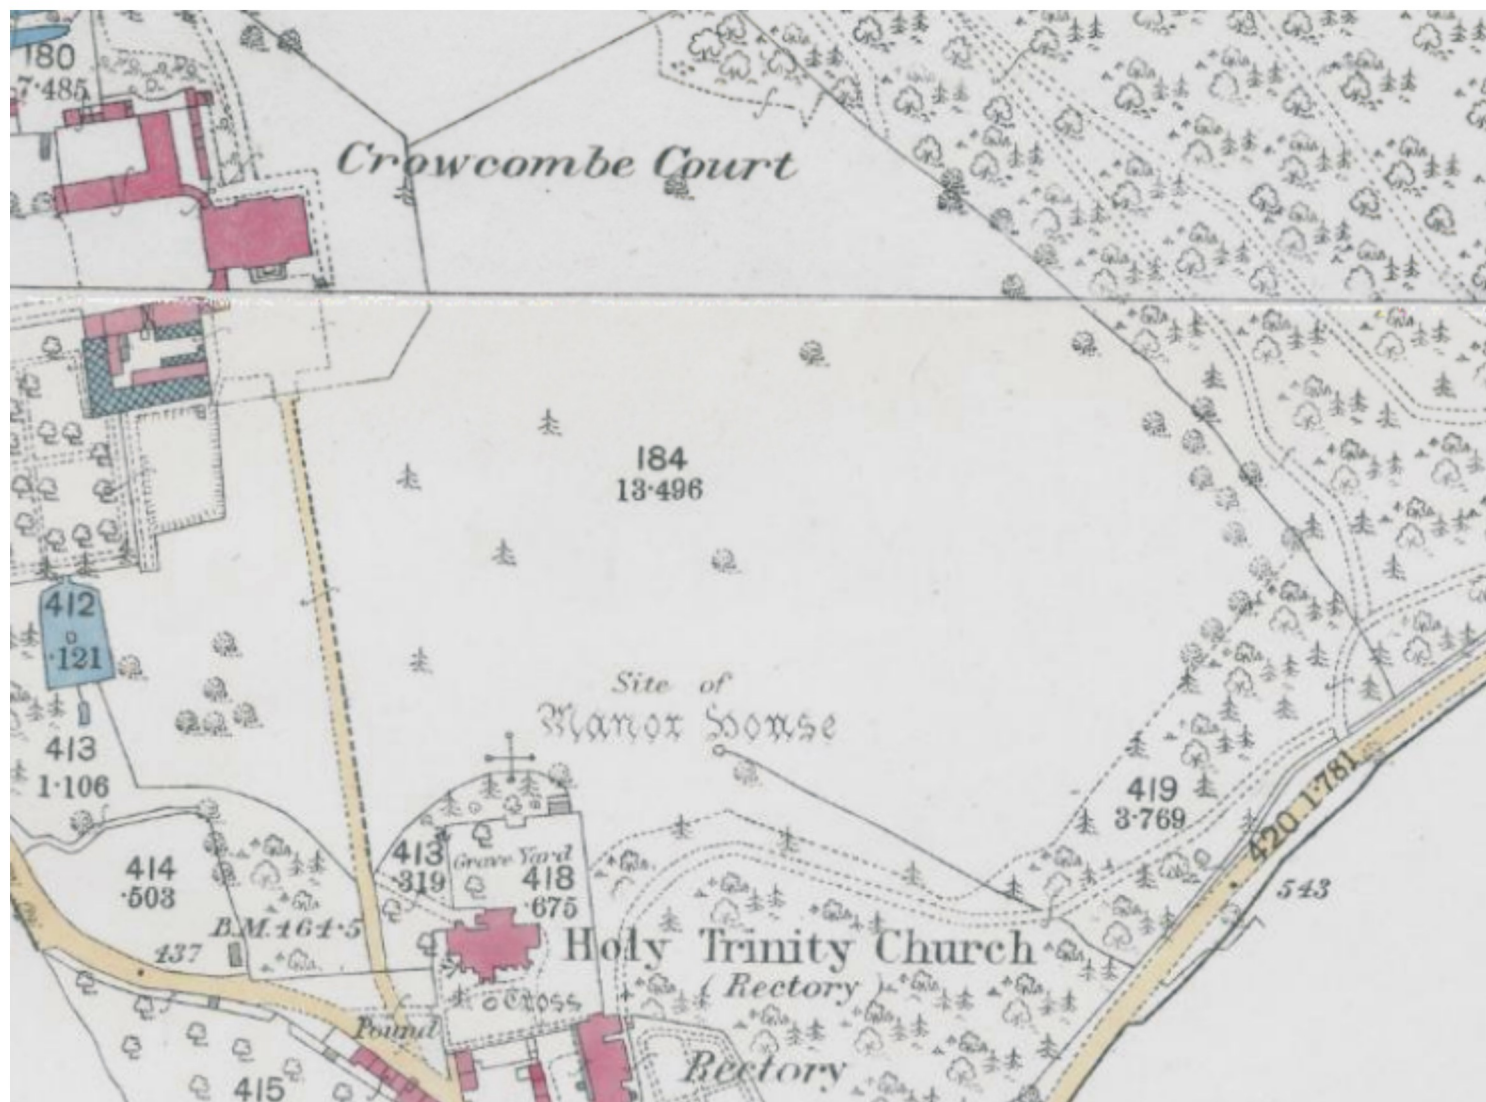 180
7·485
Crowcombe Court
184
13·496
412
·121
Site of
Manor House
413
1·106
419
3·769
420. 1·781
413
·319
Grave Yard
418
·675
414
·503
543
B.M. 464·5
437
Holy Trinity Church
(Rectory)
Cross
Pound
Rectory
415